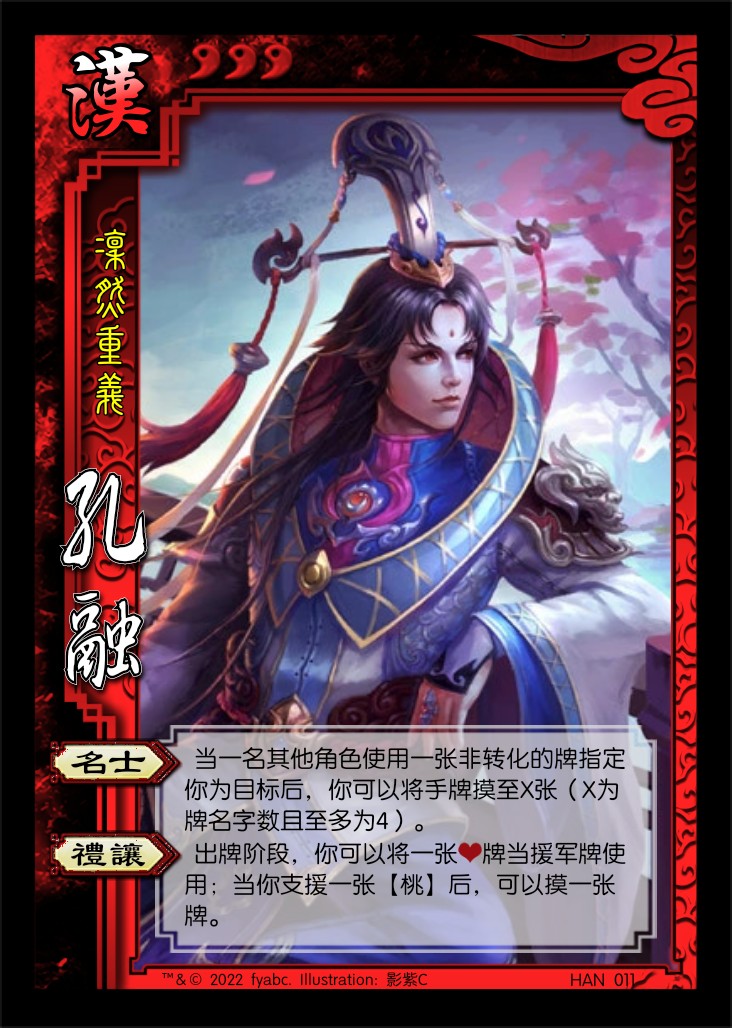 漢
凜然重義
孔融
名士
当一名其他角色使用一张非转化的牌指定
你为目标后，你可以将手牌摸至X张（X为
牌名字数且至多为4）。
禮讓
出牌阶段，你可以将一张❤牌当援军牌使
用；当你支援一张【桃】后，可以摸一张
牌。
™&© 2022 fyabc. Illustration: 影紫C
HAN 011